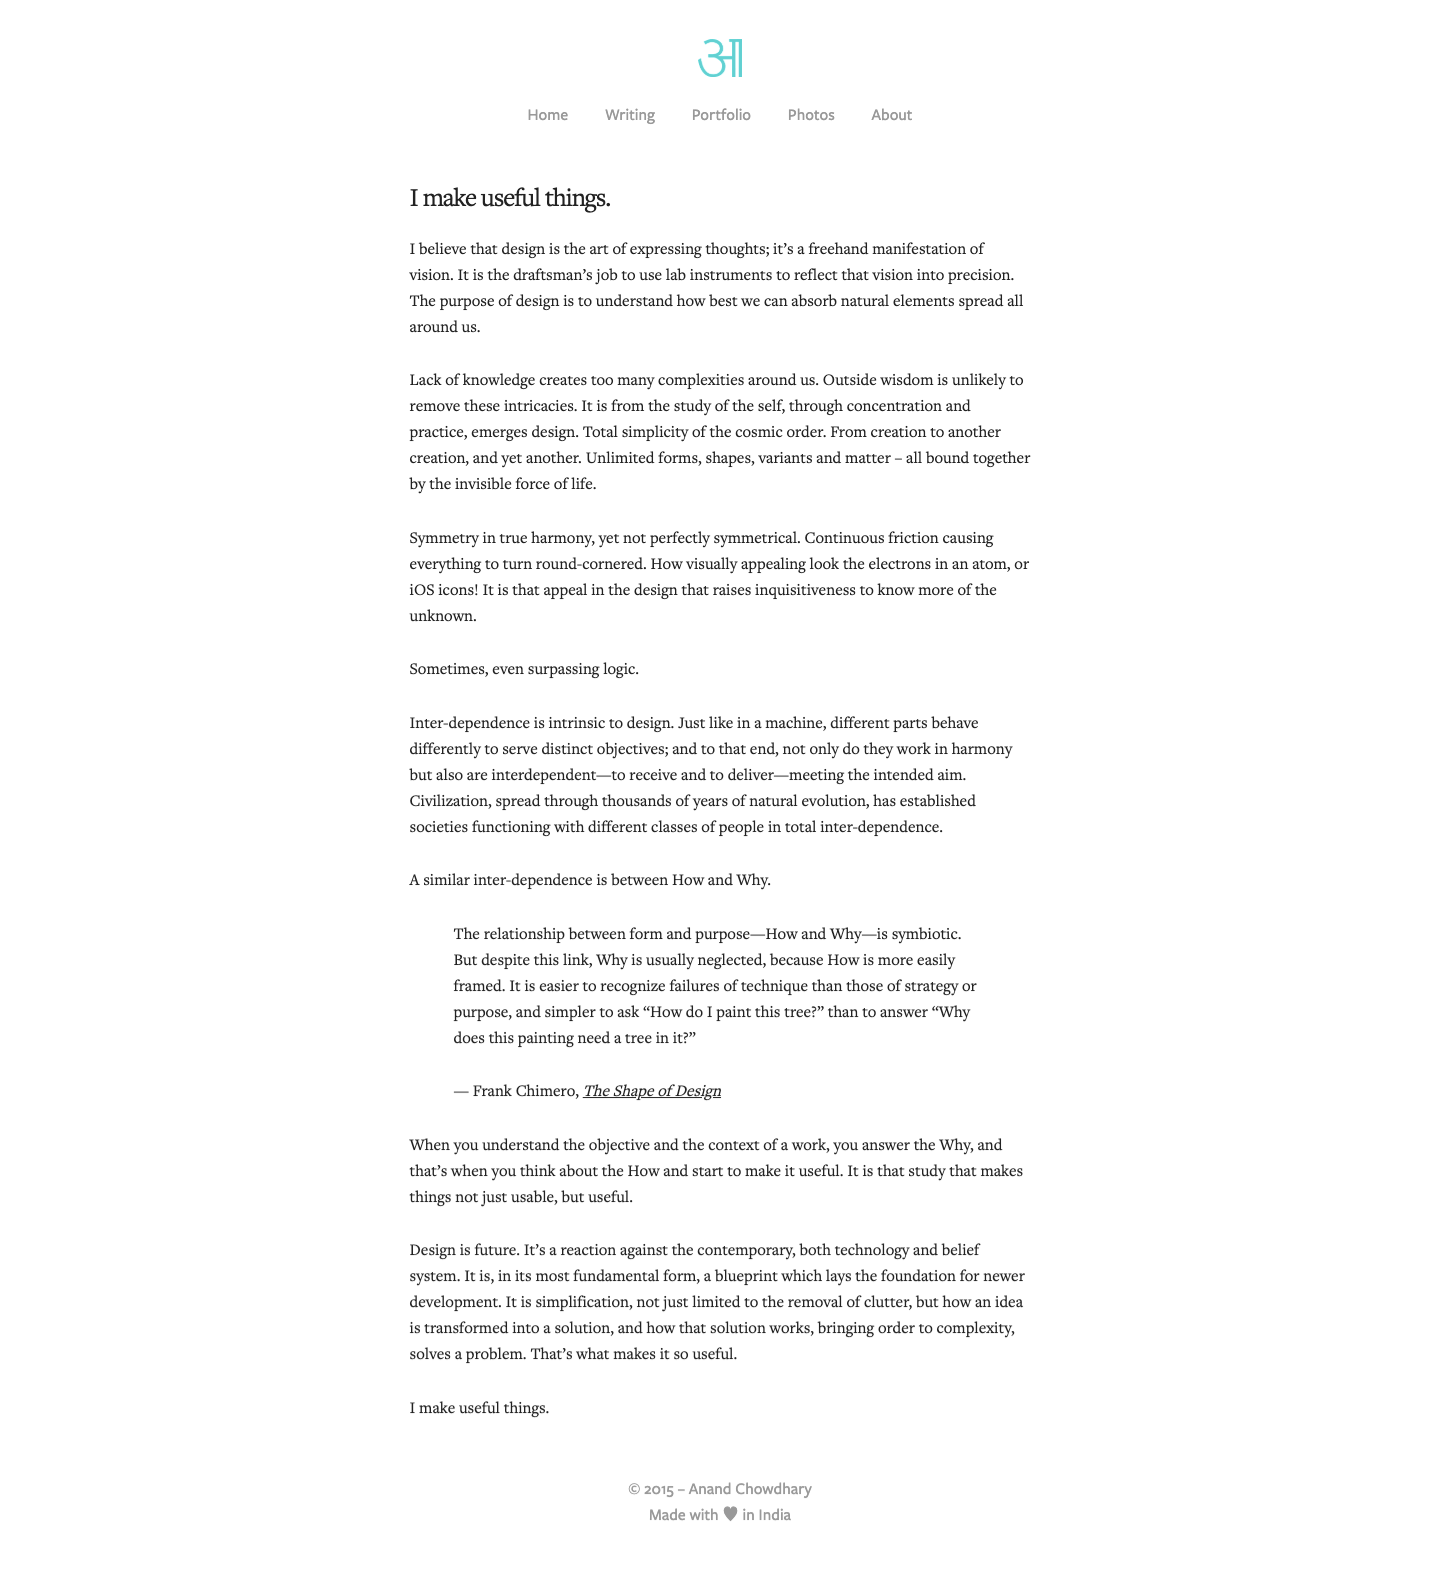 आ
Home Writing Portfolio Photos About
I make useful things.
I believe that design is the art of expressing thoughts; it’s a freehand manifestation of
vision. It is the draftsman’s job to use lab instruments to reflect that vision into precision.
The purpose of design is to understand how best we can absorb natural elements spread all
around us.
Lack of knowledge creates too many complexities around us. Outside wisdom is unlikely to
remove these intricacies. It is from the study of the self, through concentration and
practice, emerges design. Total simplicity of the cosmic order. From creation to another
creation, and yet another. Unlimited forms, shapes, variants and matter – all bound together
by the invisible force of life.
Symmetry in true harmony, yet not perfectly symmetrical. Continuous friction causing
everything to turn round-cornered. How visually appealing look the electrons in an atom, or
iOS icons! It is that appeal in the design that raises inquisitiveness to know more of the
unknown.
Sometimes, even surpassing logic.
Inter-dependence is intrinsic to design. Just like in a machine, different parts behave
differently to serve distinct objectives; and to that end, not only do they work in harmony
but also are interdependent—to receive and to deliver—meeting the intended aim.
Civilization, spread through thousands of years of natural evolution, has established
societies functioning with different classes of people in total inter-dependence.
A similar inter-dependence is between How and Why.
The relationship between form and purpose—How and Why—is symbiotic.
But despite this link, Why is usually neglected, because How is more easily
framed. It is easier to recognize failures of technique than those of strategy or
purpose, and simpler to ask “How do I paint this tree?” than to answer “Why
does this painting need a tree in it?”
— Frank Chimero, The Shape of Design
When you understand the objective and the context of a work, you answer the Why, and
that’s when you think about the How and start to make it useful. It is that study that makes
things not just usable, but useful.
Design is future. It’s a reaction against the contemporary, both technology and belief
system. It is, in its most fundamental form, a blueprint which lays the foundation for newer
development. It is simplification, not just limited to the removal of clutter, but how an idea
is transformed into a solution, and how that solution works, bringing order to complexity,
solves a problem. That’s what makes it so useful.
I make useful things.
© 2015 – Anand Chowdhary
Made with ♥ in India